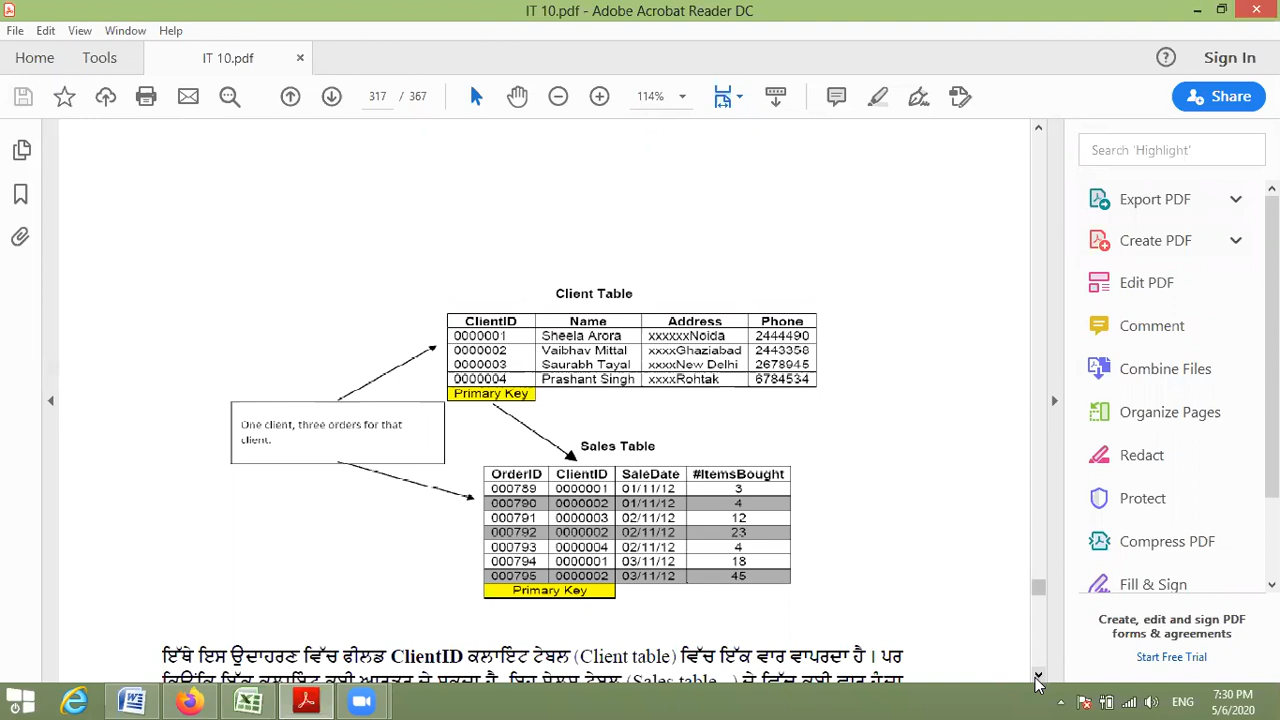 IT 10.pdf - Adobe Acrobat Reader DC
File Edit View Window Help
Home Tools IT 10.pdf × Sign In
317 / 367 114% Share
Search 'Highlight'
Export PDF
Create PDF
Edit PDF
Comment
Combine Files
Organize Pages
Redact
Protect
Compress PDF
Fill & Sign
Create, edit and sign PDF
forms & agreements
Start Free Trial
Client Table
ClientID Name Address Phone
0000001 Sheela Arora xxxxxxNoida 2444490
0000002 Vaibhav Mittal xxxxGhaziabad 2443358
0000003 Saurabh Tayal xxxxNew Delhi 2678945
0000004 Prashant Singh xxxxRohtak 6784534
Primary Key
One client, three orders for that
client.
Sales Table
OrderID ClientID SaleDate #ItemsBought
000789 0000001 01/11/12 3
000790 0000002 01/11/12 4
000791 0000003 02/11/12 12
000792 0000002 02/11/12 23
000793 0000004 02/11/12 4
000794 0000001 03/11/12 18
000795 0000002 03/11/12 45
Primary Key
ਇੱਥੇ ਇਸ ਉਦਾਹਰਣ ਵਿੱਚ ਫੀਲਡ ClientID ਕਲਾਇੰਟ ਟੇਬਲ (Client table) ਵਿੱਚ ਇੱਕ ਵਾਰ ਵਾਪਰਦਾ ਹੈ। ਪਰ
ENG
7:30 PM
5/6/2020